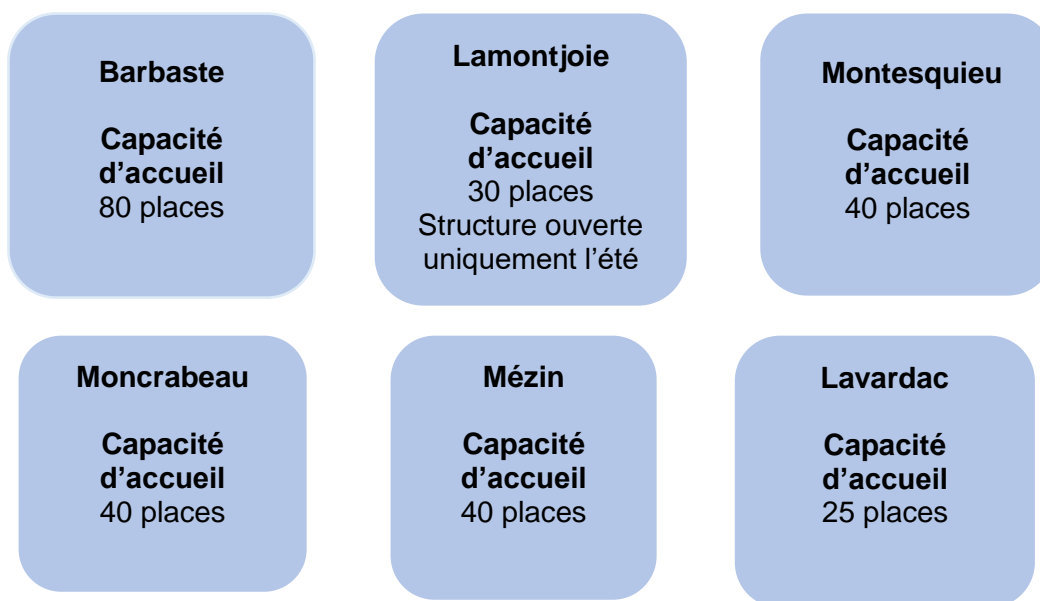 Barbaste
Capacité
d’accueil
80 places
Lamontjoie
Capacité
d’accueil
30 places
Structure ouverte
uniquement l’été
Montesquieu
Capacité
d’accueil
40 places
Moncrabeau
Capacité
d’accueil
40 places
Mézin
Capacité
d’accueil
40 places
Lavardac
Capacité
d’accueil
25 places